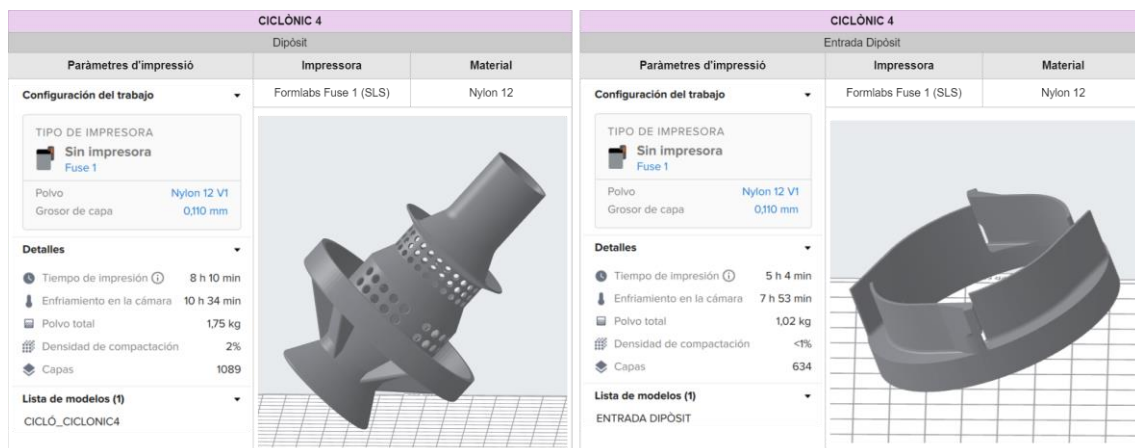 CICLÒNIC 4
Dipòsit
Paràmetres d'impressió Impressora Material
Configuración del trabajo Formlabs Fuse 1 (SLS) Nylon 12
TIPO DE IMPRESORA
Sin impresora
Fuse 1
Polvo Nylon 12 V1
Grosor de capa 0,110 mm
Detalles
Tiempo de impresión 8 h 10 min
Enfriamiento en la cámara 10 h 34 min
Polvo total 1,75 kg
Densidad de compactación 2%
Capas 1089
Lista de modelos (1)
CICLÓ_CICLONIC4
CICLÒNIC 4
Entrada Dipòsit
Paràmetres d'impressió Impressora Material
Configuración del trabajo Formlabs Fuse 1 (SLS) Nylon 12
TIPO DE IMPRESORA
Sin impresora
Fuse 1
Polvo Nylon 12 V1
Grosor de capa 0,110 mm
Detalles
Tiempo de impresión 5 h 4 min
Enfriamiento en la cámara 7 h 53 min
Polvo total 1,02 kg
Densidad de compactación <1%
Capas 634
Lista de modelos (1)
ENTRADA DIPÒSIT